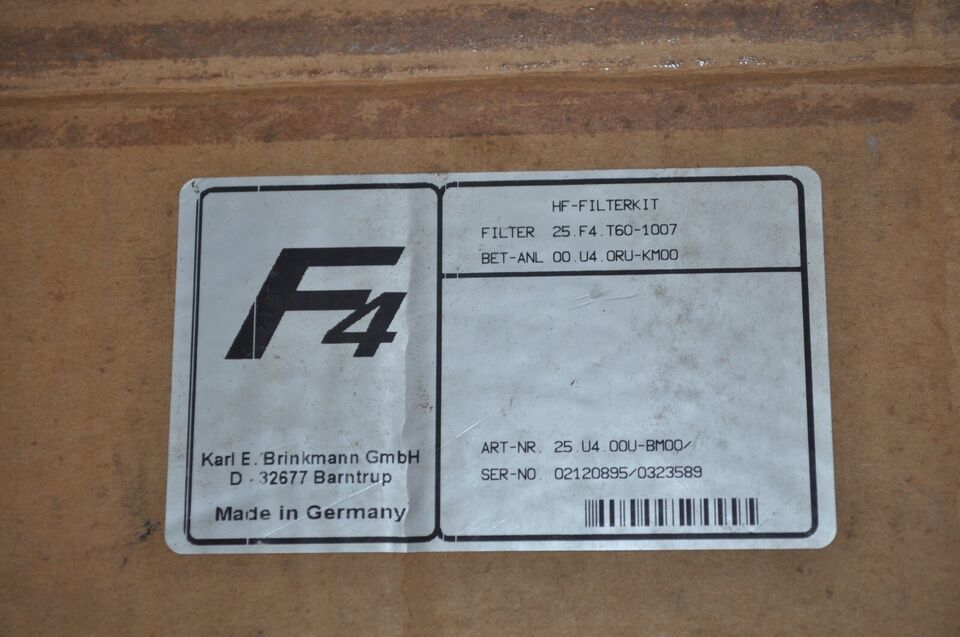 F4
Karl E. Brinkmann GmbH
D - 32677 Barntrup
Made in Germany
HF-FILTERKIT
FILTER 25.F4.T60-1007
BET-ANL 00.U4.0RU-KM00
ART-NR. 25.U4.00U-BM00/
SER-NO. 02120895/0323589